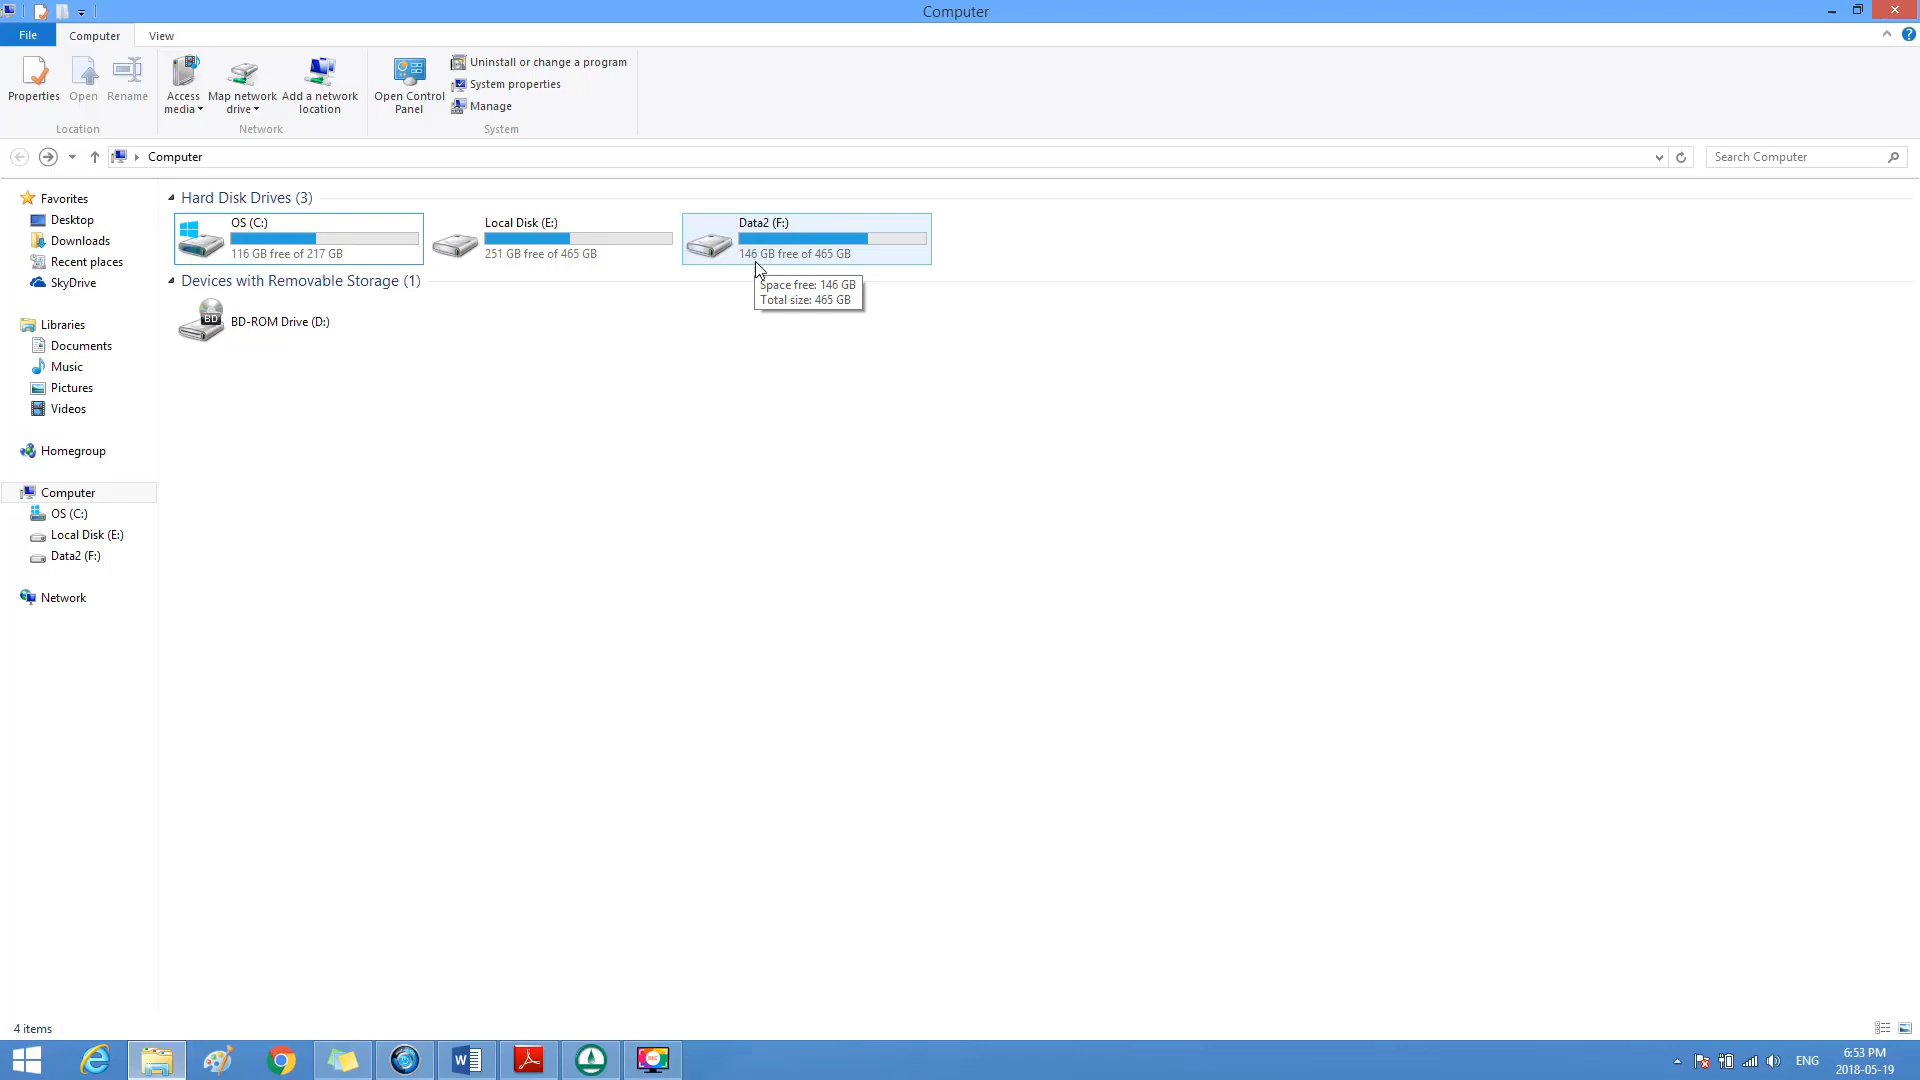 Computer
File
Computer
View
Properties
Open
Rename
Access media
Map network drive
Add a network location
Open Control Panel
Uninstall or change a program
System properties
Manage
Location
Network
System
Computer
Search Computer
Favorites
Desktop
Downloads
Recent places
SkyDrive
Libraries
Documents
Music
Pictures
Videos
Homegroup
Computer
OS (C:)
Local Disk (E:)
Data2 (F:)
Network
Hard Disk Drives (3)
OS (C:)
116 GB free of 217 GB
Local Disk (E:)
251 GB free of 465 GB
Data2 (F:)
146 GB free of 465 GB
Space free: 146 GB
Total size: 465 GB
Devices with Removable Storage (1)
BD
BD-ROM Drive (D:)
4 items
REC
ENG
6:53 PM
2018-05-19